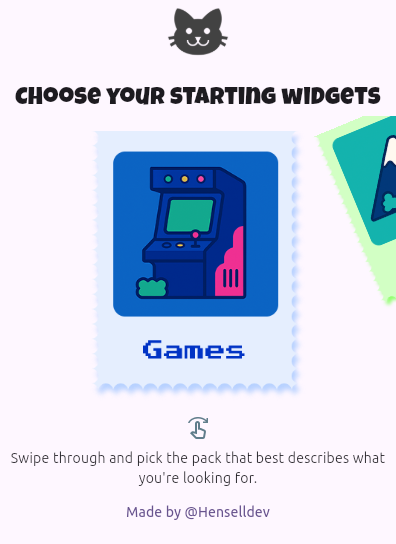 Choose your starting widgets
Games
Swipe through and pick the pack that best describes what
you're looking for.
Made by @Henselldev